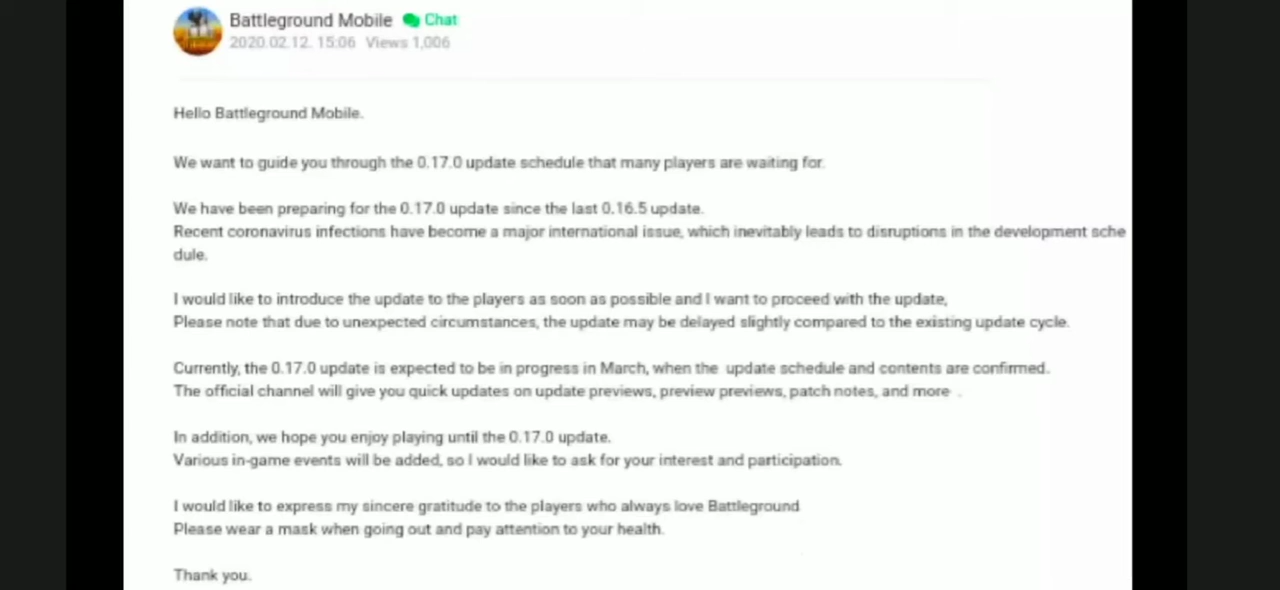 Battleground Mobile Chat
2020.02.12. 15:06 Views 1,006
Hello Battleground Mobile.
We want to guide you through the 0.17.0 update schedule that many players are waiting for.
We have been preparing for the 0.17.0 update since the last 0.16.5 update.
Recent coronavirus infections have become a major international issue, which inevitably leads to disruptions in the development sche
dule.
I would like to introduce the update to the players as soon as possible and I want to proceed with the update,
Please note that due to unexpected circumstances, the update may be delayed slightly compared to the existing update cycle.
Currently, the 0.17.0 update is expected to be in progress in March, when the update schedule and contents are confirmed.
The official channel will give you quick updates on update previews, preview previews, patch notes, and more .
In addition, we hope you enjoy playing until the 0.17.0 update.
Various in-game events will be added, so I would like to ask for your interest and participation.
I would like to express my sincere gratitude to the players who always love Battleground
Please wear a mask when going out and pay attention to your health.
Thank you.